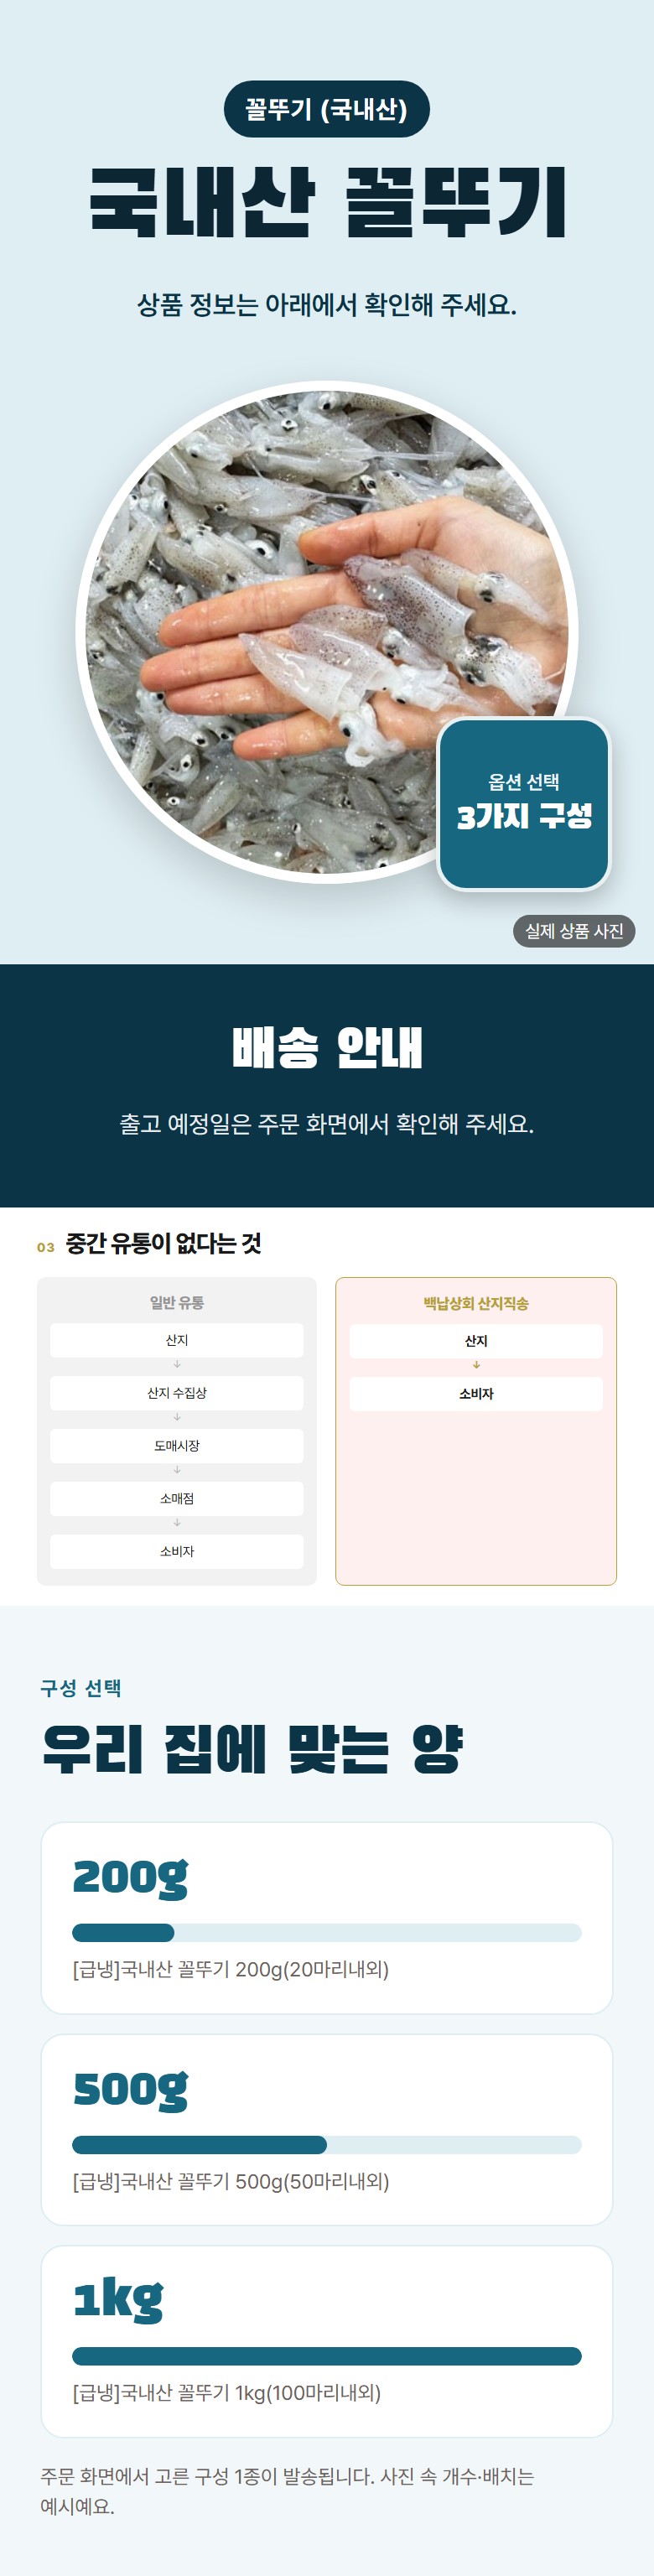 꼴뚜기 (국내산)
국내산 꼴뚜기
상품 정보는 아래에서 확인해 주세요.
옵션 선택
3가지 구성
실제 상품 사진
배송 안내
출고 예정일은 주문 화면에서 확인해 주세요.
03 중간 유통이 없다는 것
일반 유통
산지
↓
산지 수집상
↓
도매시장
↓
소매점
↓
소비자
백납상회 산지직송
산지
↓
소비자
구성 선택
우리 집에 맞는 양
200g
[급냉]국내산 꼴뚜기 200g(20마리내외)
500g
[급냉]국내산 꼴뚜기 500g(50마리내외)
1kg
[급냉]국내산 꼴뚜기 1kg(100마리내외)
주문 화면에서 고른 구성 1종이 발송됩니다. 사진 속 개수·배치는
예시예요.